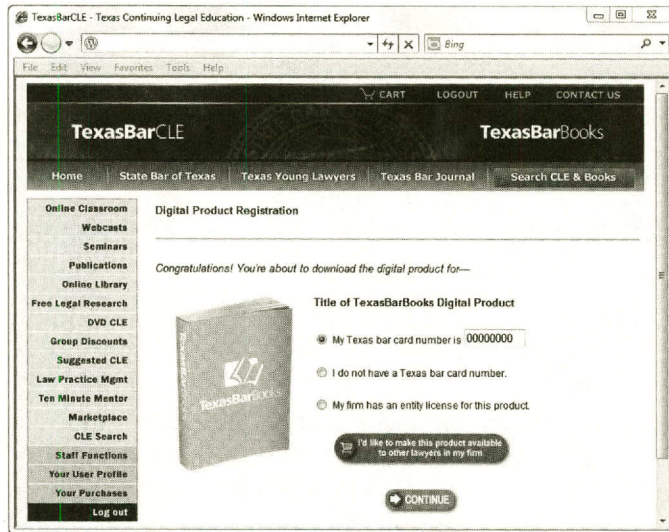 TexasBarCLE - Texas Continuing Legal Education - Windows Internet Explorer
Bing
File Edit View Favorites Tools Help
CART LOGOUT HELP CONTACT US
TexasBarCLE TexasBarBooks
Home State Bar of Texas Texas Young Lawyers Texas Bar Journal Search CLE & Books
Online Classroom
Webcasts
Seminars
Publications
Online Library
Free Legal Research
DVD CLE
Group Discounts
Suggested CLE
Law Practice Mgmt
Ten Minute Mentor
Marketplace
CLE Search
Staff Functions
Your User Profile
Your Purchases
Log out
Digital Product Registration
Congratulations! You're about to download the digital product for—
TexasBarBooks
TexasBarBooks
Title of TexasBarBooks Digital Product
My Texas bar card number is 00000000
I do not have a Texas bar card number.
My firm has an entity license for this product.
I'd like to make this product available
to other lawyers in my firm
CONTINUE